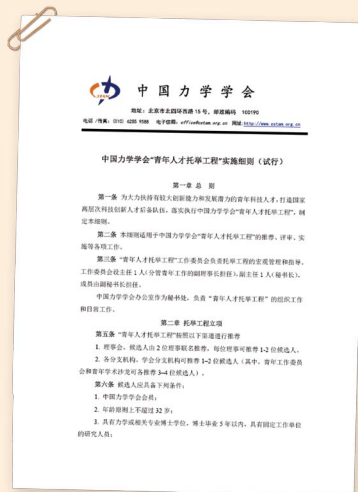 中国力学学会
地址：北京市北四环西路 15 号，邮政编码 100190
电话/传真：(010) 6255 9588 电子信箱：office@cstam.org.cn 网址：http://www.cstam.org.cn
中国力学学会“青年人才托举工程”实施细则（试行）
第一章 总 则
第一条 为大力扶持有较大创新能力和发展潜力的青年科技人才，打造国家
高层次科技创新人才后备队伍，落实执行中国力学学会“青年人才托举工程”，制
定本细则。
第二条 本细则适用于中国力学学会“青年人才托举工程”的推荐、评审、实
施等各项工作。
第三条 “青年人才托举工程”工作委员会负责托举工程的宏观管理和指导。
工作委员会设主任 1 人（分管青年工作的副理事长担任），副主任 1 人（秘书长），
成员由副秘书长担任。
中国力学学会办公室作为秘书处，负责“青年人才托举工程”的组织工作
和日常工作。
第二章 托举工程立项
第五条 “青年人才托举工程”按照以下渠道进行推荐
1. 理事会。候选人由 2 位理事联名推荐，每位理事可推荐 1-2 位候选人。
2. 各分支机构。学会分支机构可推荐 1-2 位候选人（其中，青年工作委员
会和青年学术沙龙可各推荐 3-4 位候选人）。
第六条 候选人应具备下列条件：
1. 中国力学学会会员；
2. 年龄原则上不超过 32 岁；
3. 具有力学或相关专业博士学位，博士毕业 5 年以内，具有固定工作单位
的研究人员；